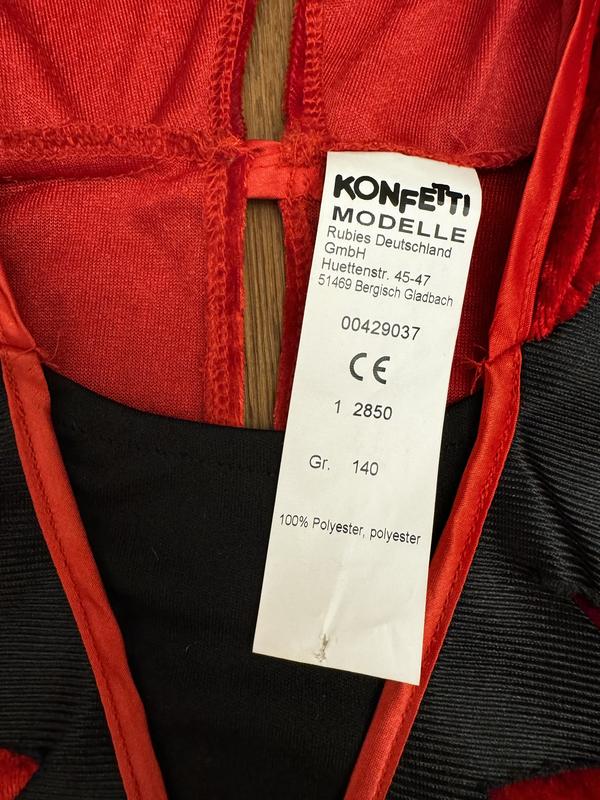 KONFETTI
MODELLE
Rubies Deutschland
GmbH
Huettenstr. 45-47
51469 Bergisch Gladbach
00429037
CE
1 2850
Gr. 140
100% Polyester, polyester